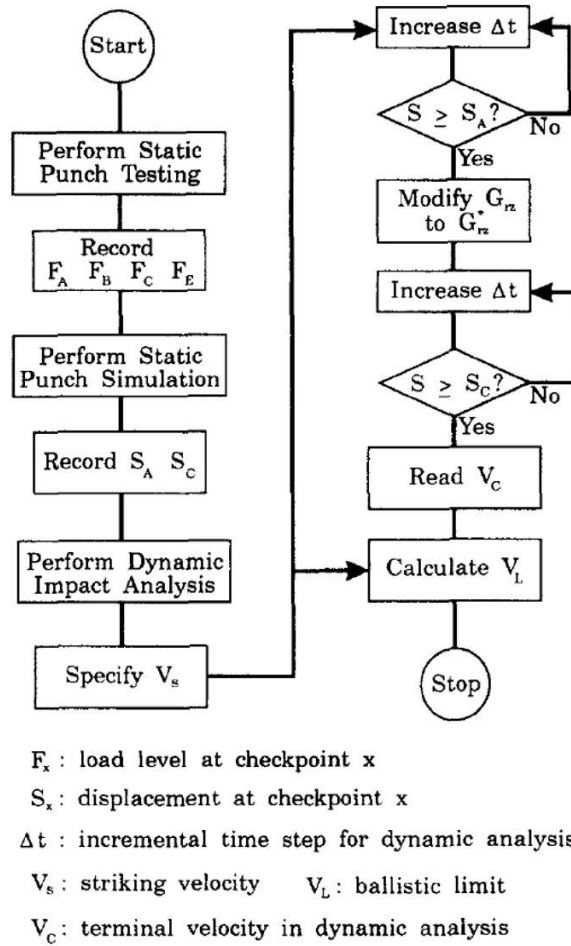 Start
Perform Static
Punch Testing
Record
F_A F_B F_C F_E
Perform Static
Punch Simulation
Record S_A S_C
Perform Dynamic
Impact Analysis
Specify V_s
Increase Δt
S ≥ S_A?
No
Yes
Modify G_rz
to G*_rz
Increase Δt
S ≥ S_C?
No
Yes
Read V_C
Calculate V_L
Stop
F_x : load level at checkpoint x
S_x : displacement at checkpoint x
Δt : incremental time step for dynamic analysis
V_s : striking velocity V_L : ballistic limit
V_C : terminal velocity in dynamic analysis